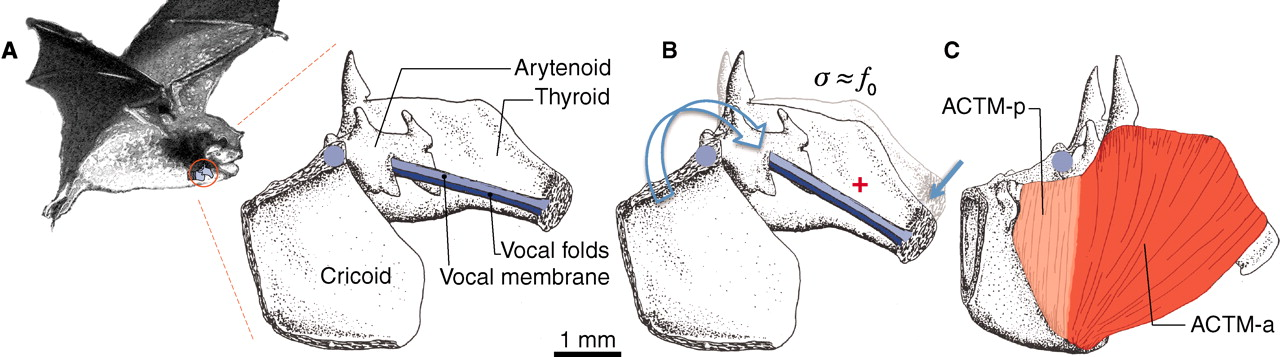 A
Arytenoid
Thyroid
Vocal folds
Vocal membrane
Cricoid
B
σ ≈ f₀
+
1 mm
C
ACTM-p
ACTM-a